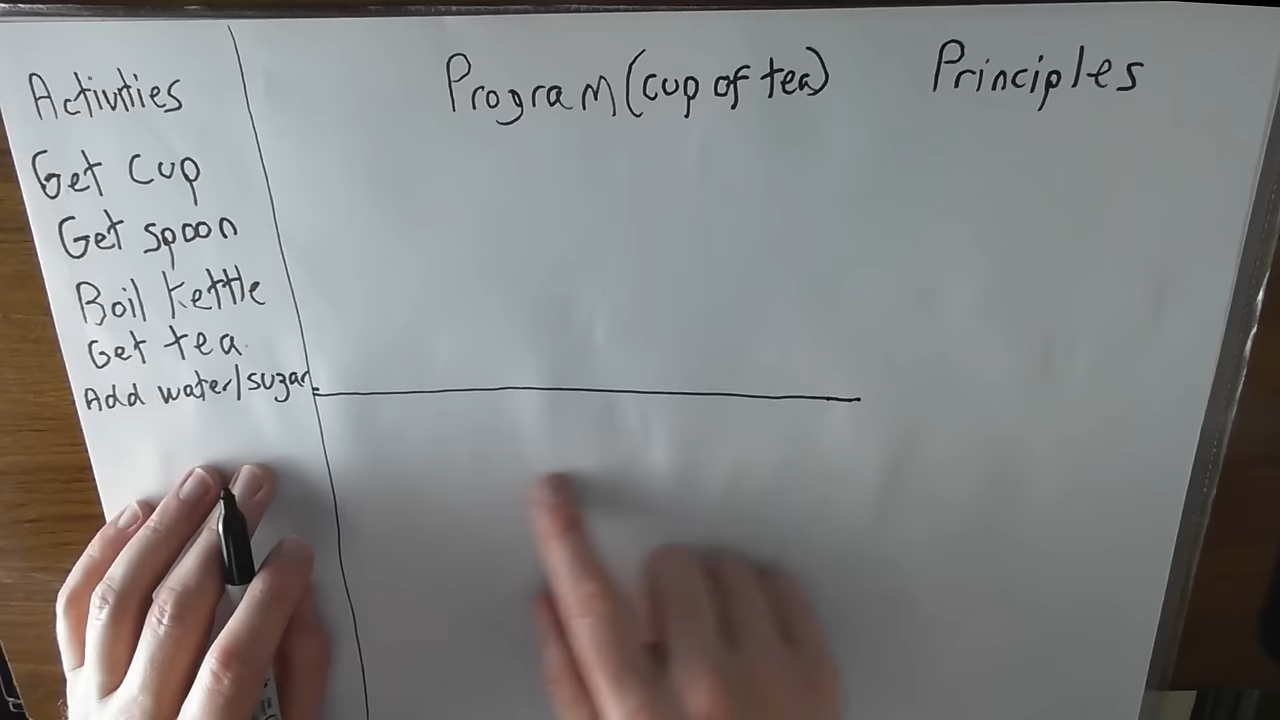 Activities
Program (cup of tea)
Principles
Get cup
Get spoon
Boil kettle
Get tea
Add water/sugar